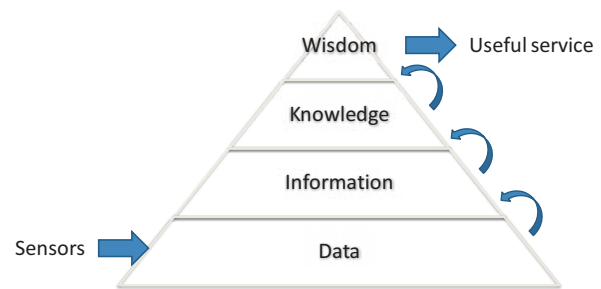 Wisdom
Useful service
Knowledge
Information
Sensors
Data